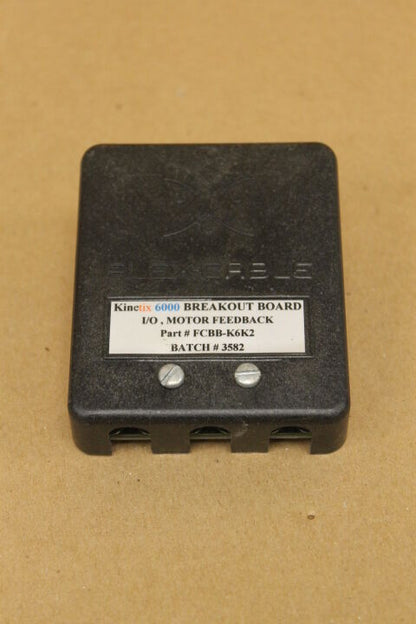 FLEXCABLE
Kinetix 6000 BREAKOUT BOARD
I/O , MOTOR FEEDBACK
Part # FCBB-K6K2
BATCH # 3582